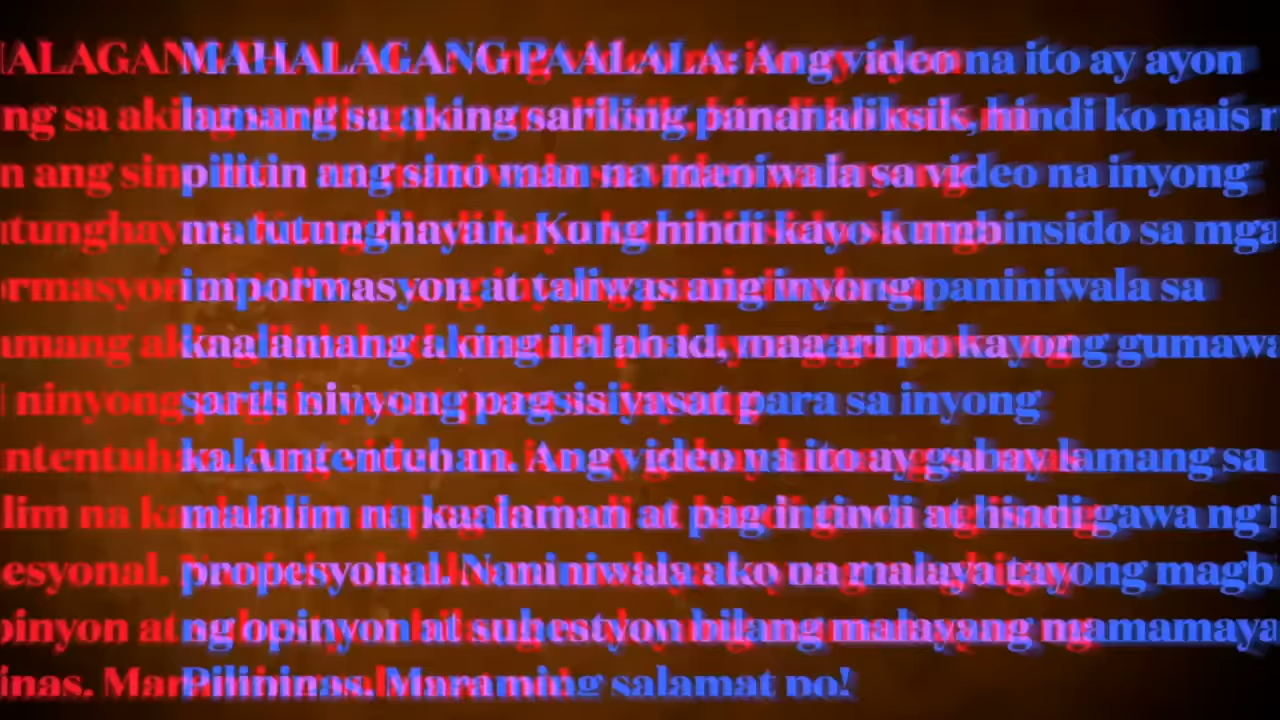 MAHALAGANG PAALALA: Ang video na ito ay ayon
lamang sa aking sariling pananaliksik, hindi ko nais
pilitin ang sino man na maniwala sa video na inyong
matutunghayan. Kung hindi kayo kumbinsido sa mga
impormasyon at taliwas ang inyong paniniwala sa
kaalamang aking ilalahad, maaari po kayong gumawa
sarili ninyong pagsisiyasat para sa inyong
kakuntentuhan. Ang video na ito ay gabay lamang sa
malalim na kaalaman at pag intindi at hindi gawa ng
propesyonal. Naniniwala ako na malaya tayong
ng opinyon at suhestyon bilang malayang
Pilipinas. Maraming salamat po!